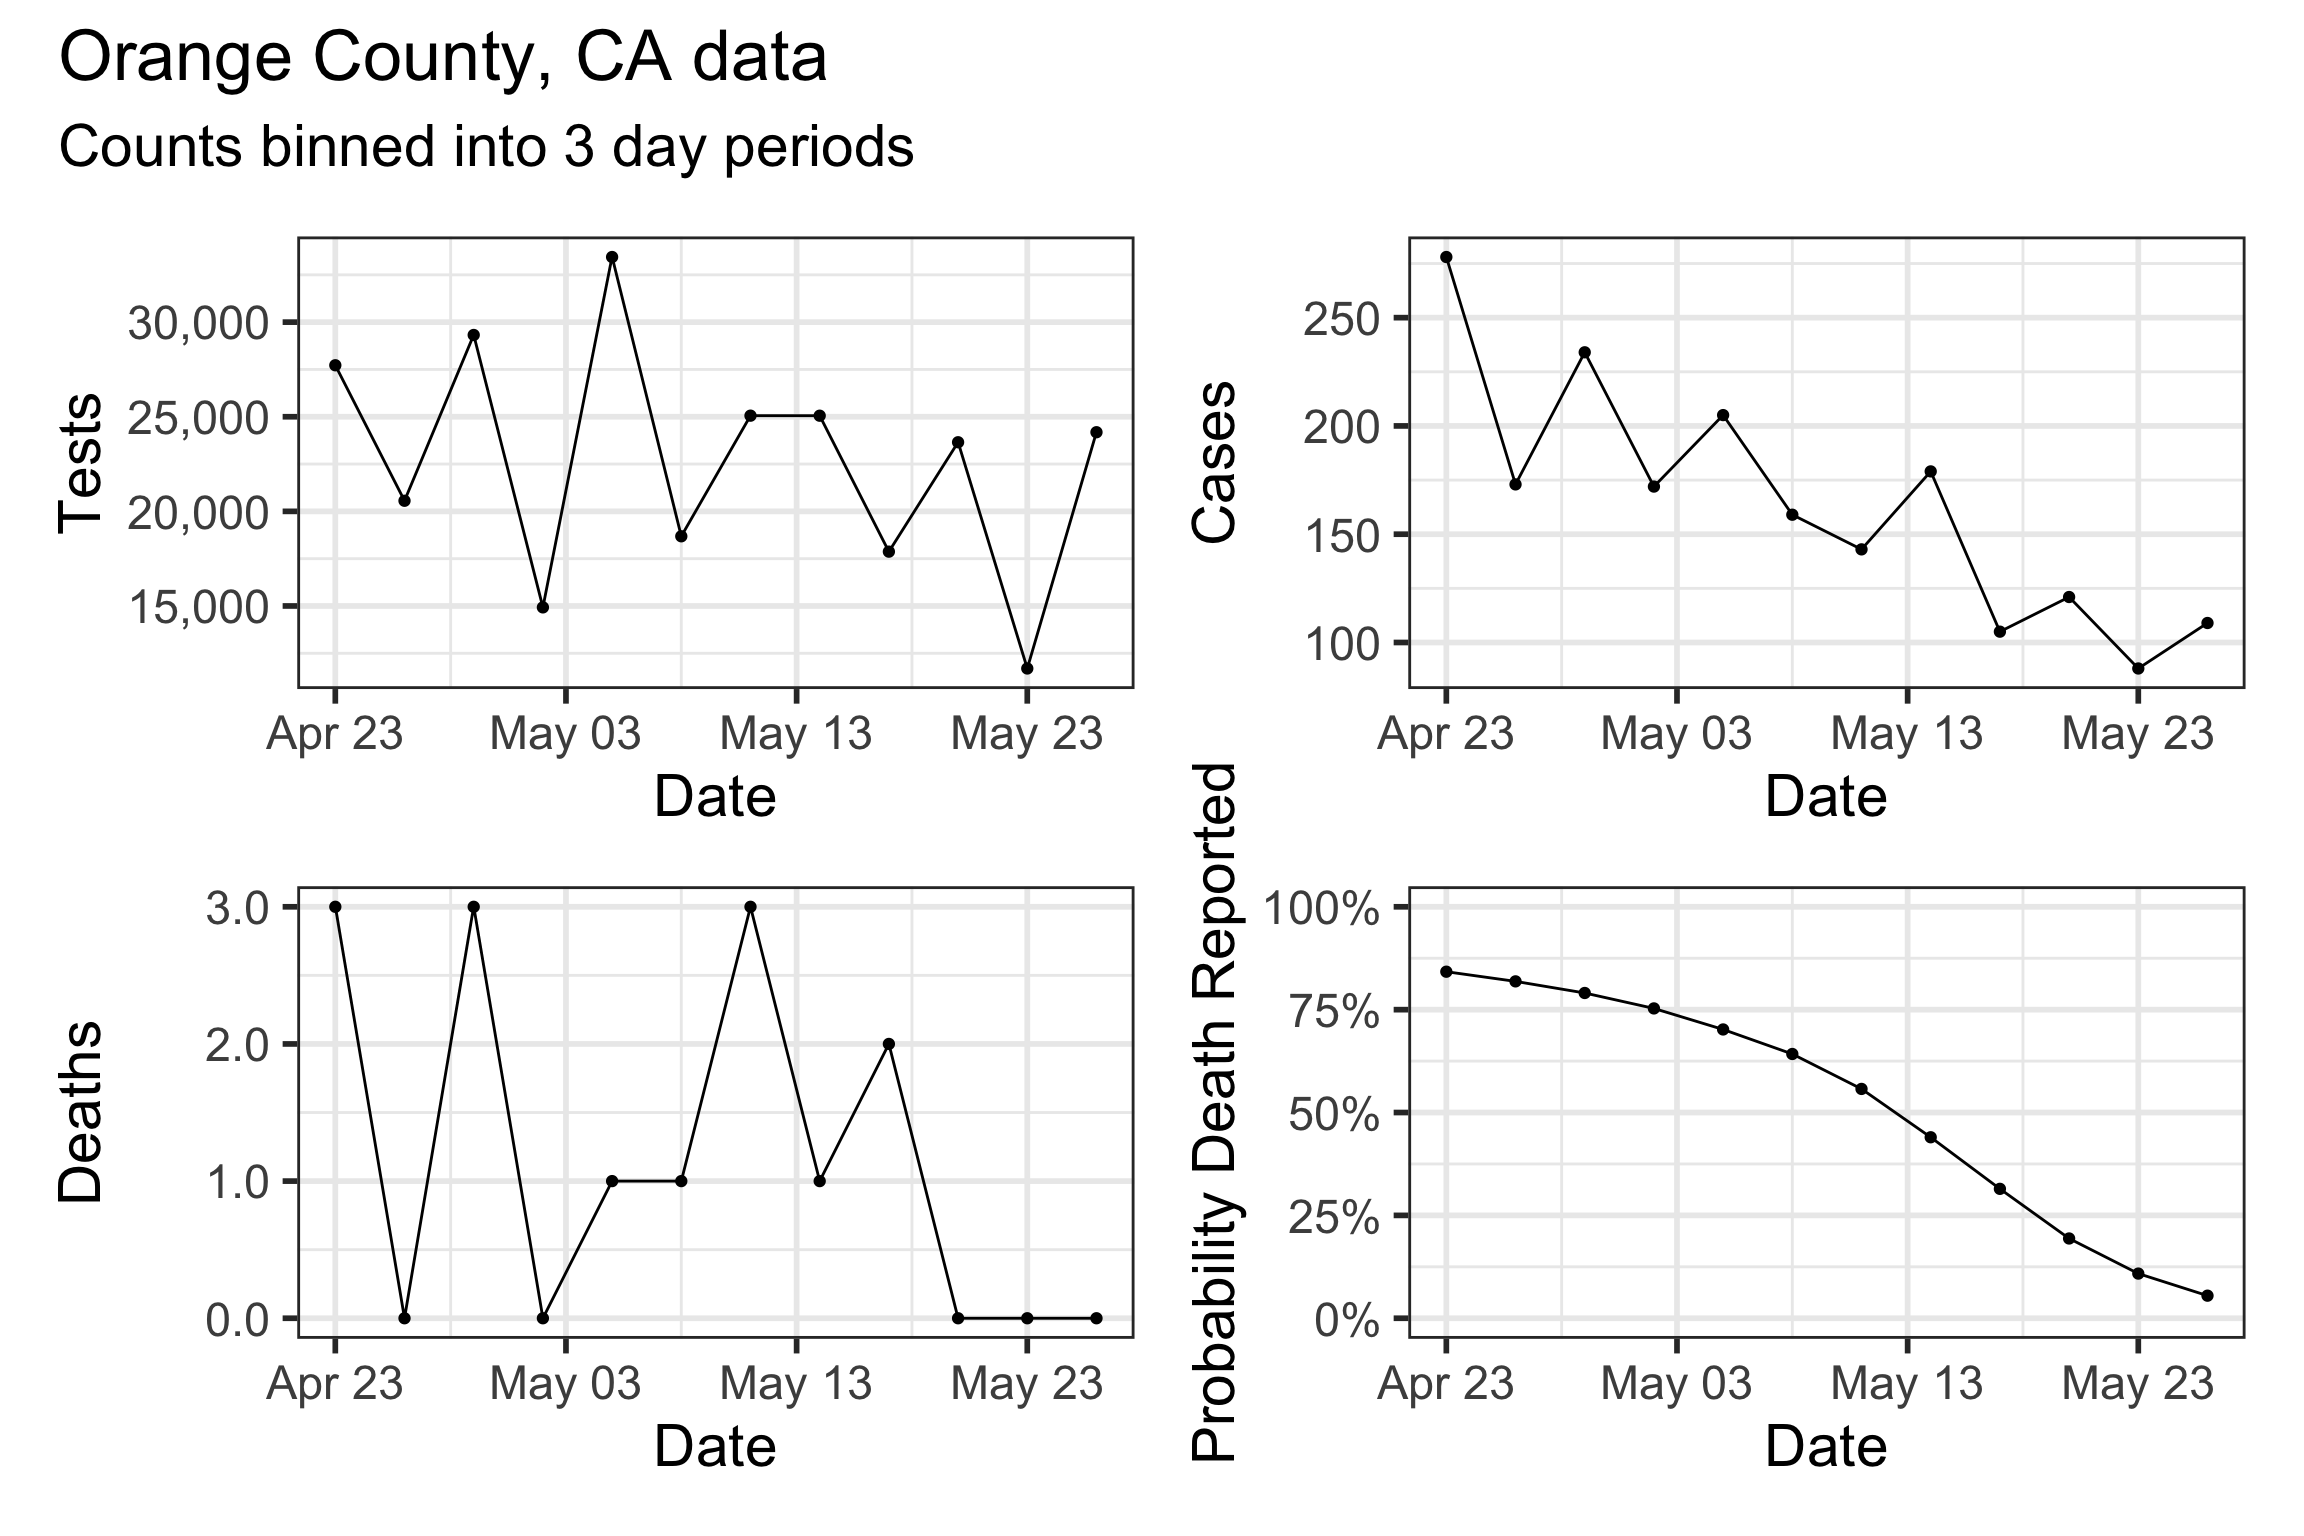 Orange County, CA data
Counts binned into 3 day periods
Tests
30,000
25,000
20,000
15,000
Apr 23 May 03 May 13 May 23
Date
Cases
250
200
150
100
Apr 23 May 03 May 13 May 23
Date
Deaths
3.0
2.0
1.0
0.0
Apr 23 May 03 May 13 May 23
Date
Probability Death Reported
100%
75%
50%
25%
0%
Apr 23 May 03 May 13 May 23
Date